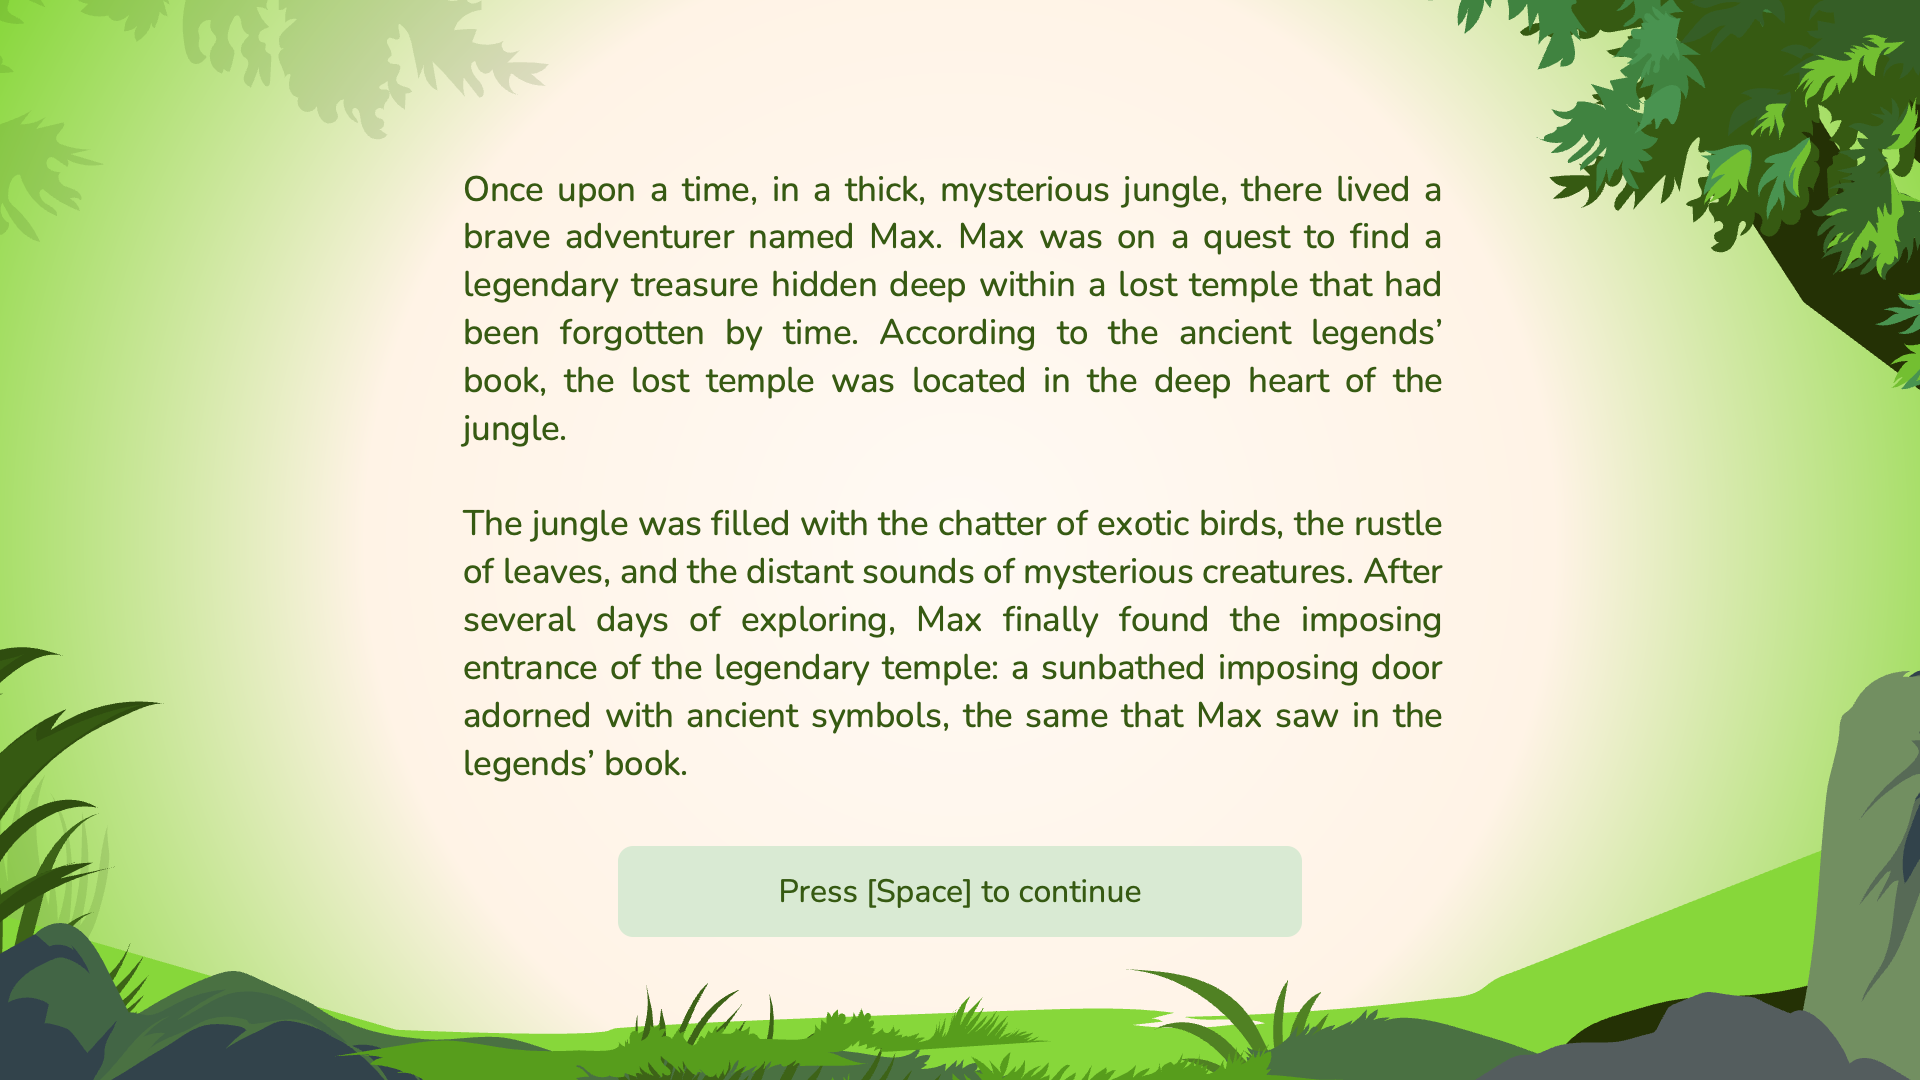 Once upon a time, in a thick, mysterious jungle, there lived a
brave adventurer named Max. Max was on a quest to find a
legendary treasure hidden deep within a lost temple that had
been forgotten by time. According to the ancient legends’
book, the lost temple was located in the deep heart of the
jungle.
The jungle was filled with the chatter of exotic birds, the rustle
of leaves, and the distant sounds of mysterious creatures. After
several days of exploring, Max finally found the imposing
entrance of the legendary temple: a sunbathed imposing door
adorned with ancient symbols, the same that Max saw in the
legends’ book.
Press [Space] to continue